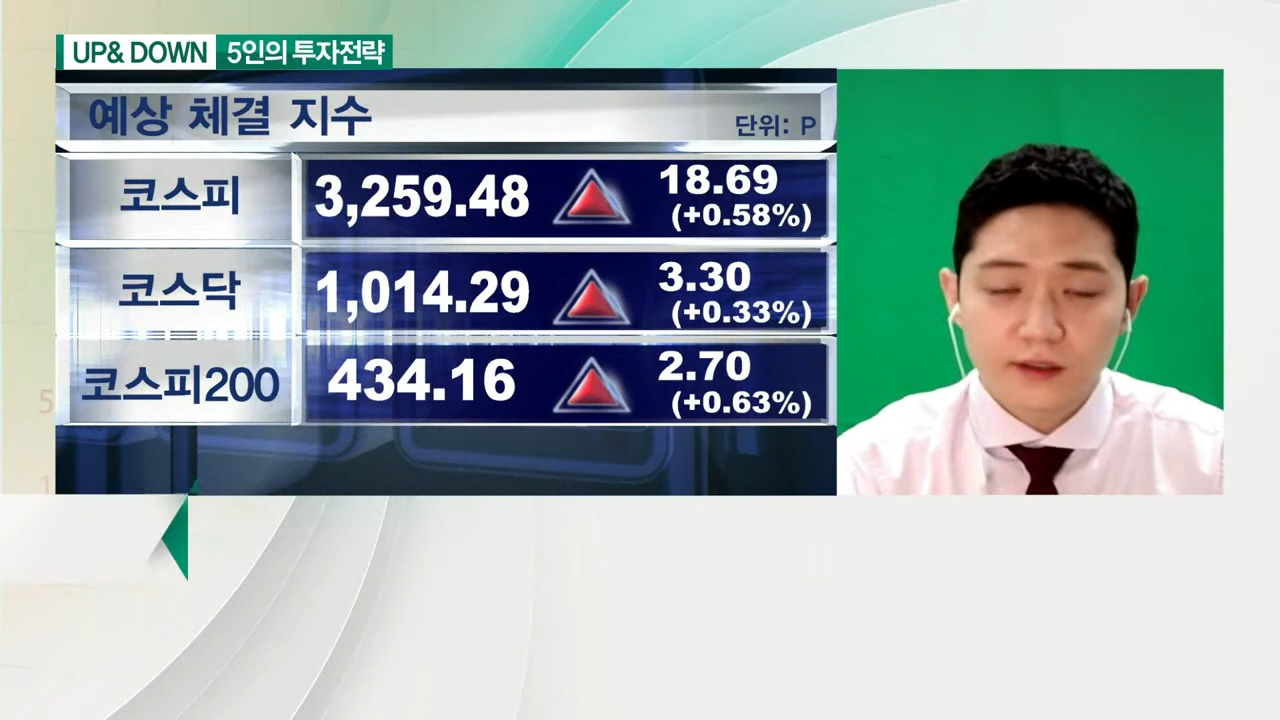 UP& DOWN 5인의 투자전략
예상 체결 지수
단위: P
코스피 3,259.48 18.69
(+0.58%)
코스닥 1,014.29 3.30
(+0.33%)
코스피200 434.16 2.70
(+0.63%)
5
1